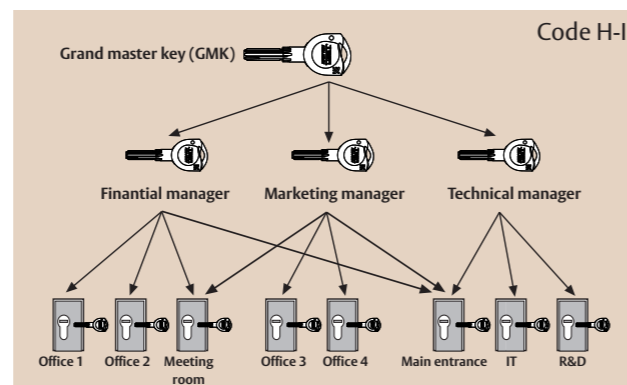 Code H-I
Grand master key (GMK)
Finantial manager
Marketing manager
Technical manager
Office 1
Office 2
Meeting
room
Office 3
Office 4
Main entrance
IT
R&D